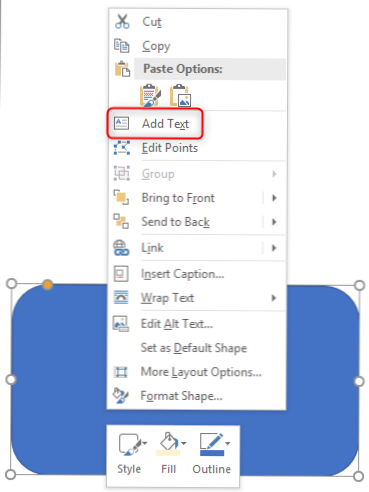 Cut
Copy
Paste Options:
Add Text
Edit Points
Group
Bring to Front
Send to Back
Link
Insert Caption...
Wrap Text
Edit Alt Text...
Set as Default Shape
More Layout Options...
Format Shape...
Style Fill Outline